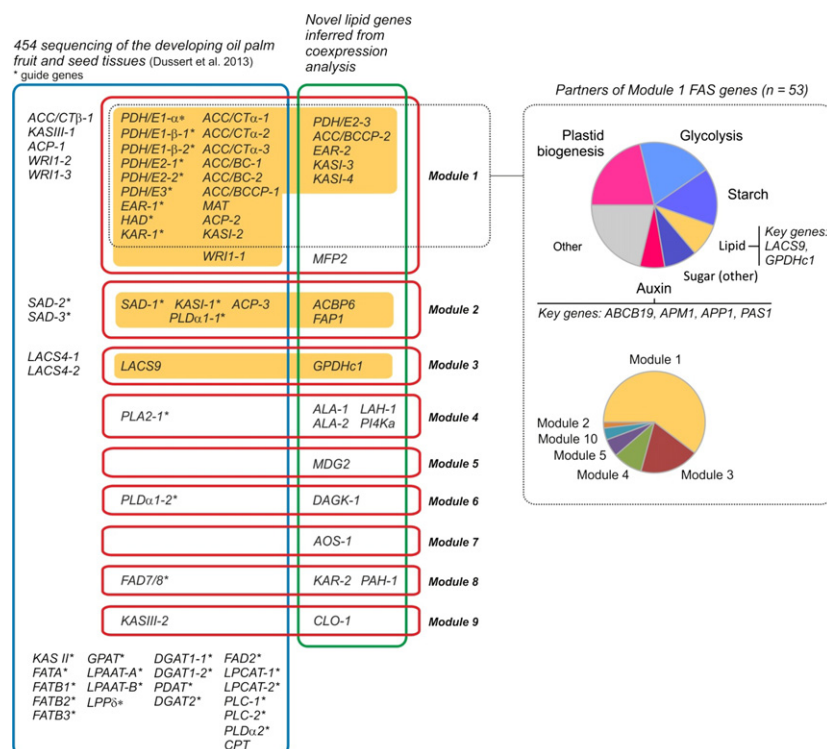 Novel lipid genes
inferred from
coexpression
analysis
454 sequencing of the developing oil palm
fruit and seed tissues (Dussert et al. 2013)
* guide genes
ACC/CTβ-1
KASIII-1
ACP-1
WRI1-2
WRI1-3
PDH/E1-α* ACC/CTα-1
PDH/E1-β-1* ACC/CTα-2
PDH/E1-β-2* ACC/CTα-3
PDH/E2-1* ACC/BC-1
PDH/E2-2* ACC/BC-2
PDH/E3* ACC/BCCP-1
EAR-1* MAT
HAD* ACP-2
KAR-1* KASI-2
WRI1-1
PDH/E2-3
ACC/BCCP-2
EAR-2
KASI-3
KASI-4
MFP2
Module 1
SAD-2*
SAD-3*
SAD-1* KASI-1* ACP-3
PLDα1-1*
ACBP6
FAP1
Module 2
LACS4-1
LACS4-2
LACS9
GPDHc1
Module 3
PLA2-1*
ALA-1 LAH-1
ALA-2 PI4Ka
Module 4
MDG2
Module 5
PLDα1-2*
DAGK-1
Module 6
AOS-1
Module 7
FAD7/8*
KAR-2 PAH-1
Module 8
KASIII-2
CLO-1
Module 9
KAS II* GPAT* DGAT1-1* FAD2*
FATA* LPAAT-A* DGAT1-2* LPCAT-1*
FATB1* LPAAT-B* PDAT* LPCAT-2*
FATB2* LPPδ* DGAT2* PLC-1*
FATB3* PLC-2*
PLDα2*
CPT
Partners of Module 1 FAS genes (n = 53)
Plastid
biogenesis
Glycolysis
Starch
Other
Lipid
Key genes:
LACS9,
GPDHc1
Sugar (other)
Auxin
Key genes: ABCB19, APM1, APP1, PAS1
Module 1
Module 2
Module 10
Module 5
Module 4
Module 3